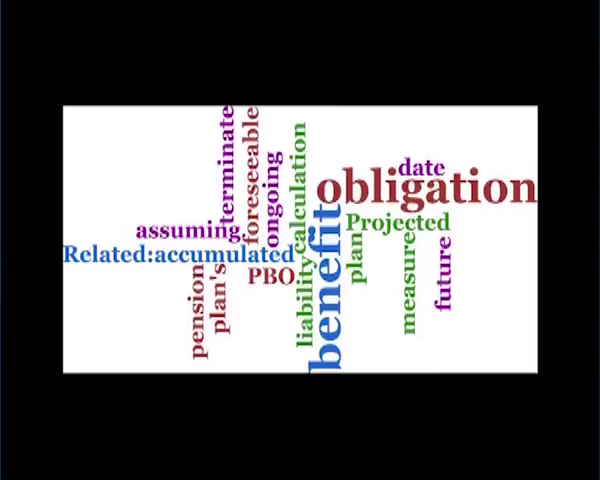 terminate
foreseeable
ongoing
calculation
date
obligation
assuming
Projected
Related:accumulated
PBO
pension
plan's
liability
benefit
plan
measure
future